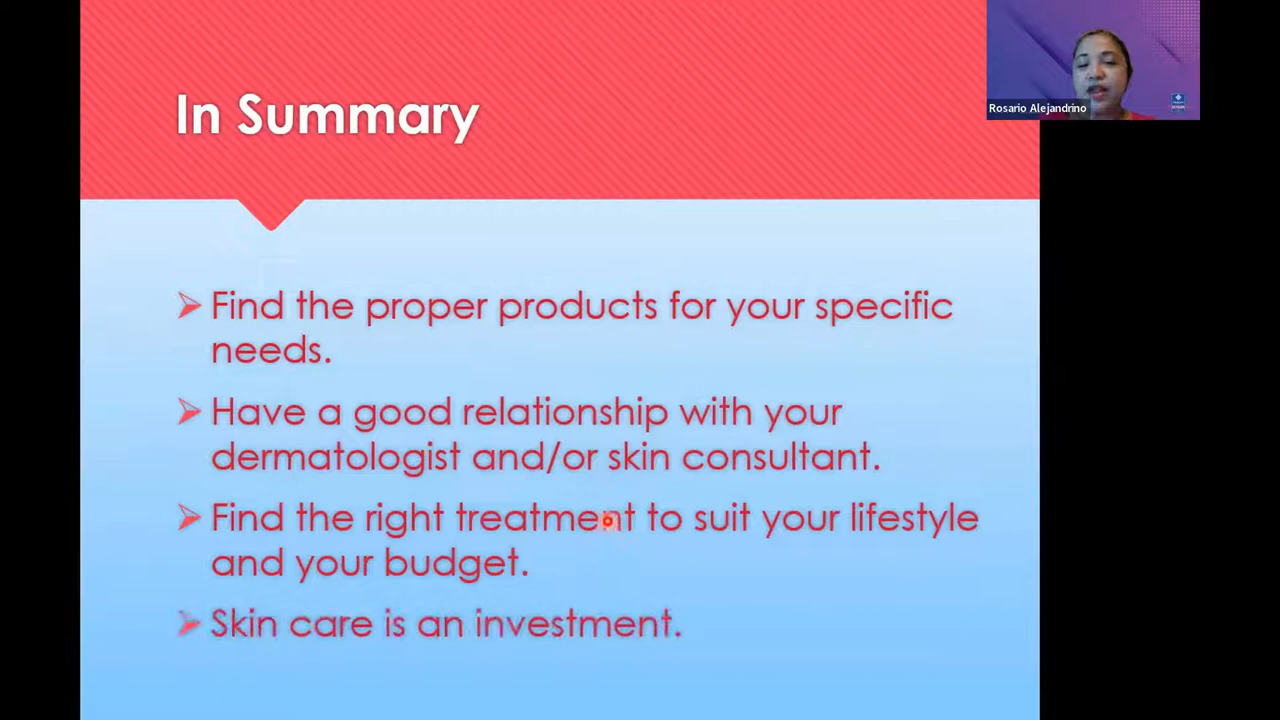 In Summary
Rosario Alejandrino
➢ Find the proper products for your specific
needs.
➢ Have a good relationship with your
dermatologist and/or skin consultant.
➢ Find the right treatment to suit your lifestyle
and your budget.
➢ Skin care is an investment.